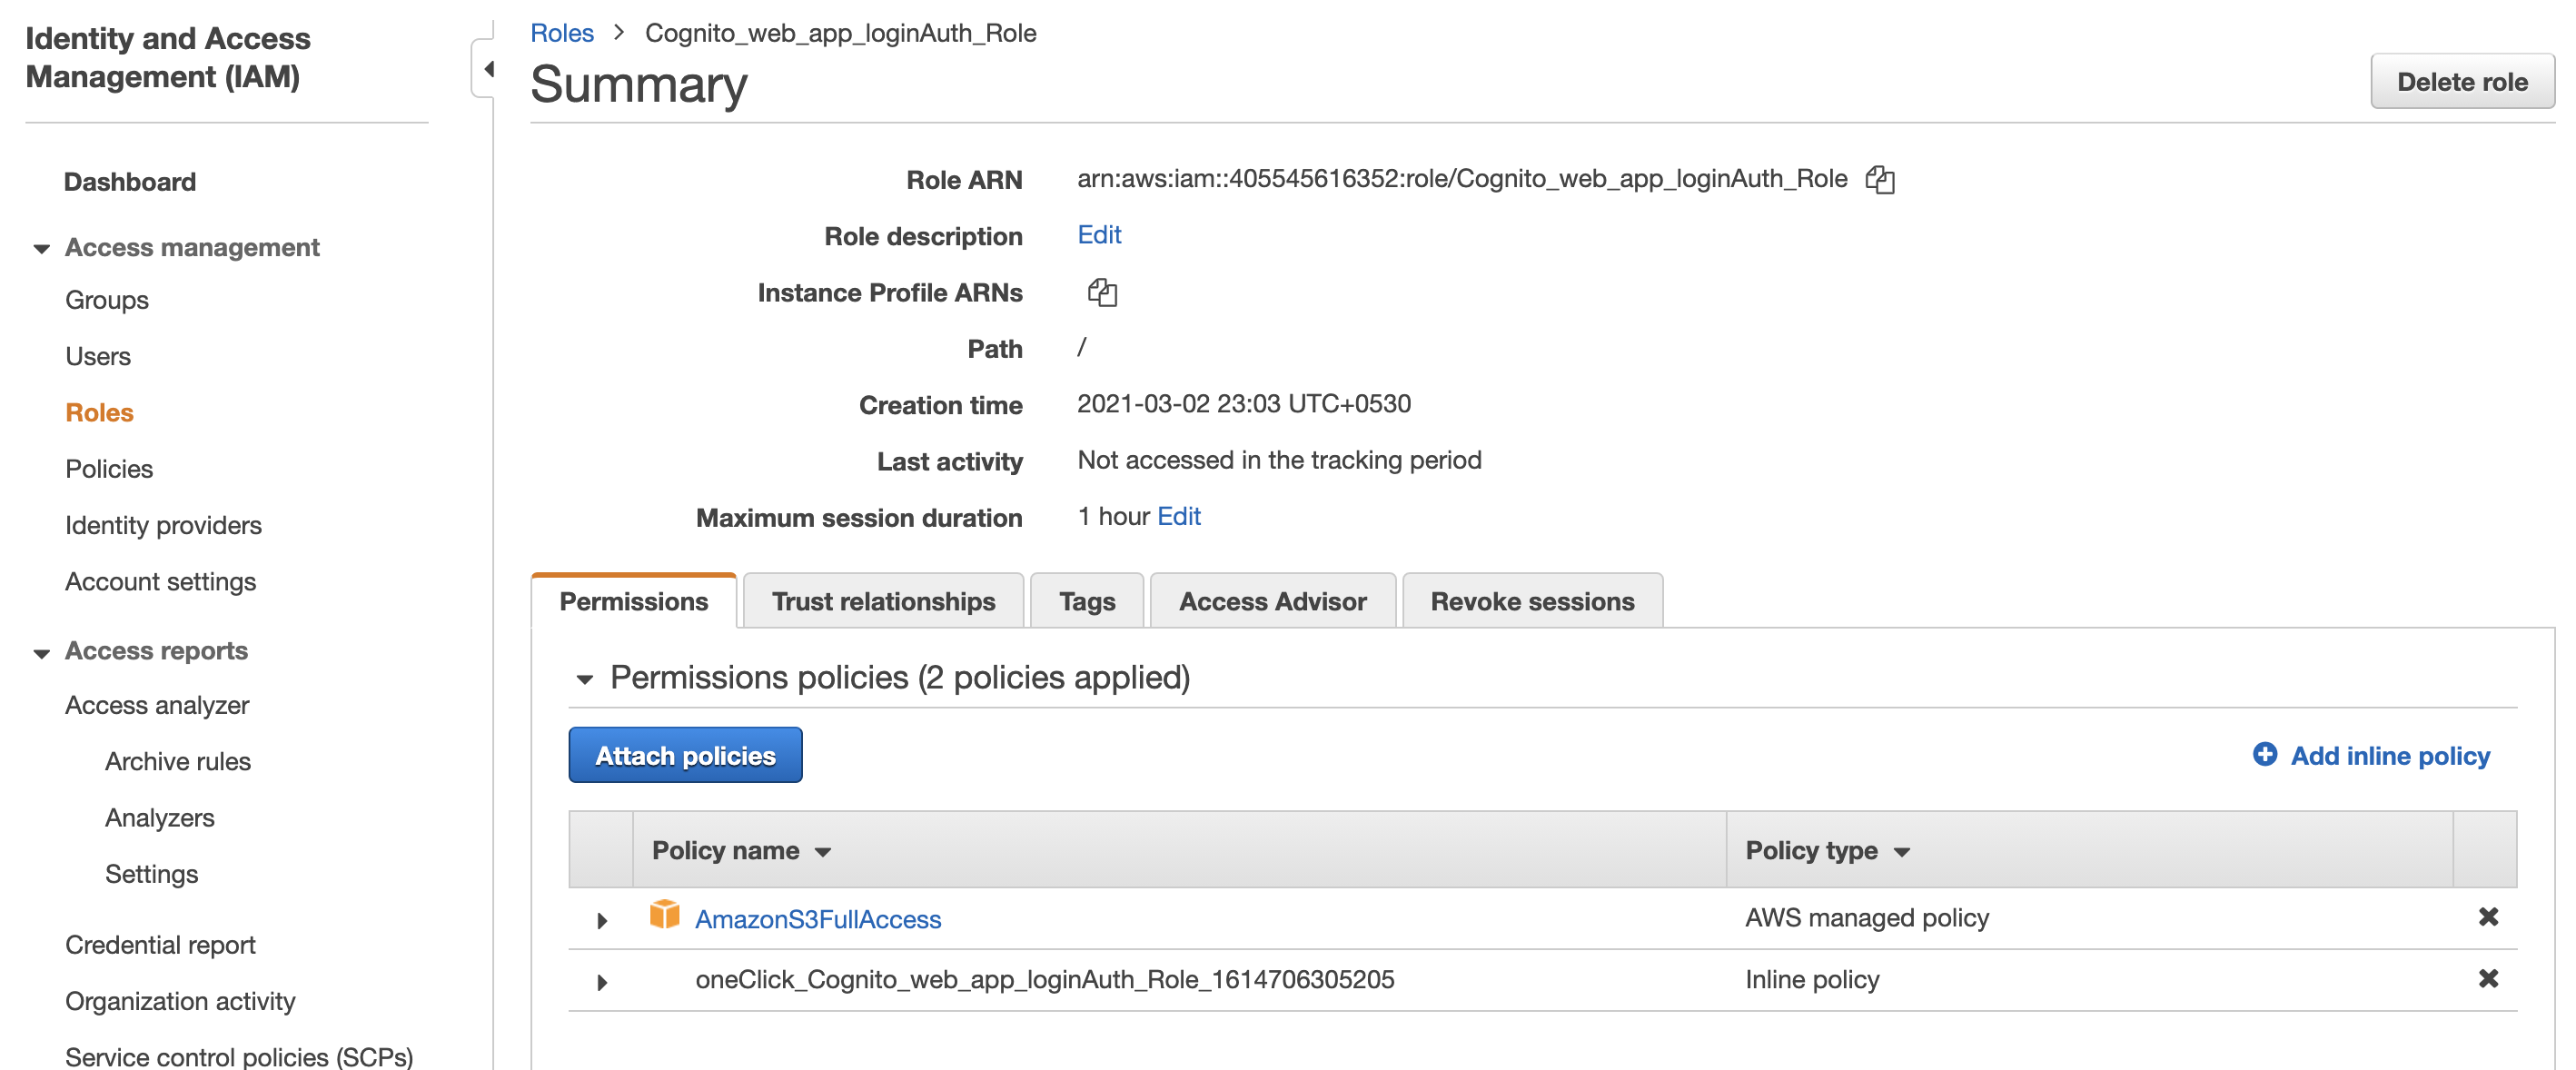 Identity and Access
Management (IAM)
Dashboard
Access management
Groups
Users
Roles
Policies
Identity providers
Account settings
Access reports
Access analyzer
Archive rules
Analyzers
Settings
Credential report
Organization activity
Service control policies (SCPs)
Roles > Cognito_web_app_loginAuth_Role
Summary
Delete role
Role ARN arn:aws:iam::405545616352:role/Cognito_web_app_loginAuth_Role
Role description Edit
Instance Profile ARNs
Path /
Creation time 2021-03-02 23:03 UTC+0530
Last activity Not accessed in the tracking period
Maximum session duration 1 hour Edit
Permissions Trust relationships Tags Access Advisor Revoke sessions
Permissions policies (2 policies applied)
Attach policies Add inline policy
Policy name Policy type
AmazonS3FullAccess AWS managed policy
oneClick_Cognito_web_app_loginAuth_Role_1614706305205 Inline policy